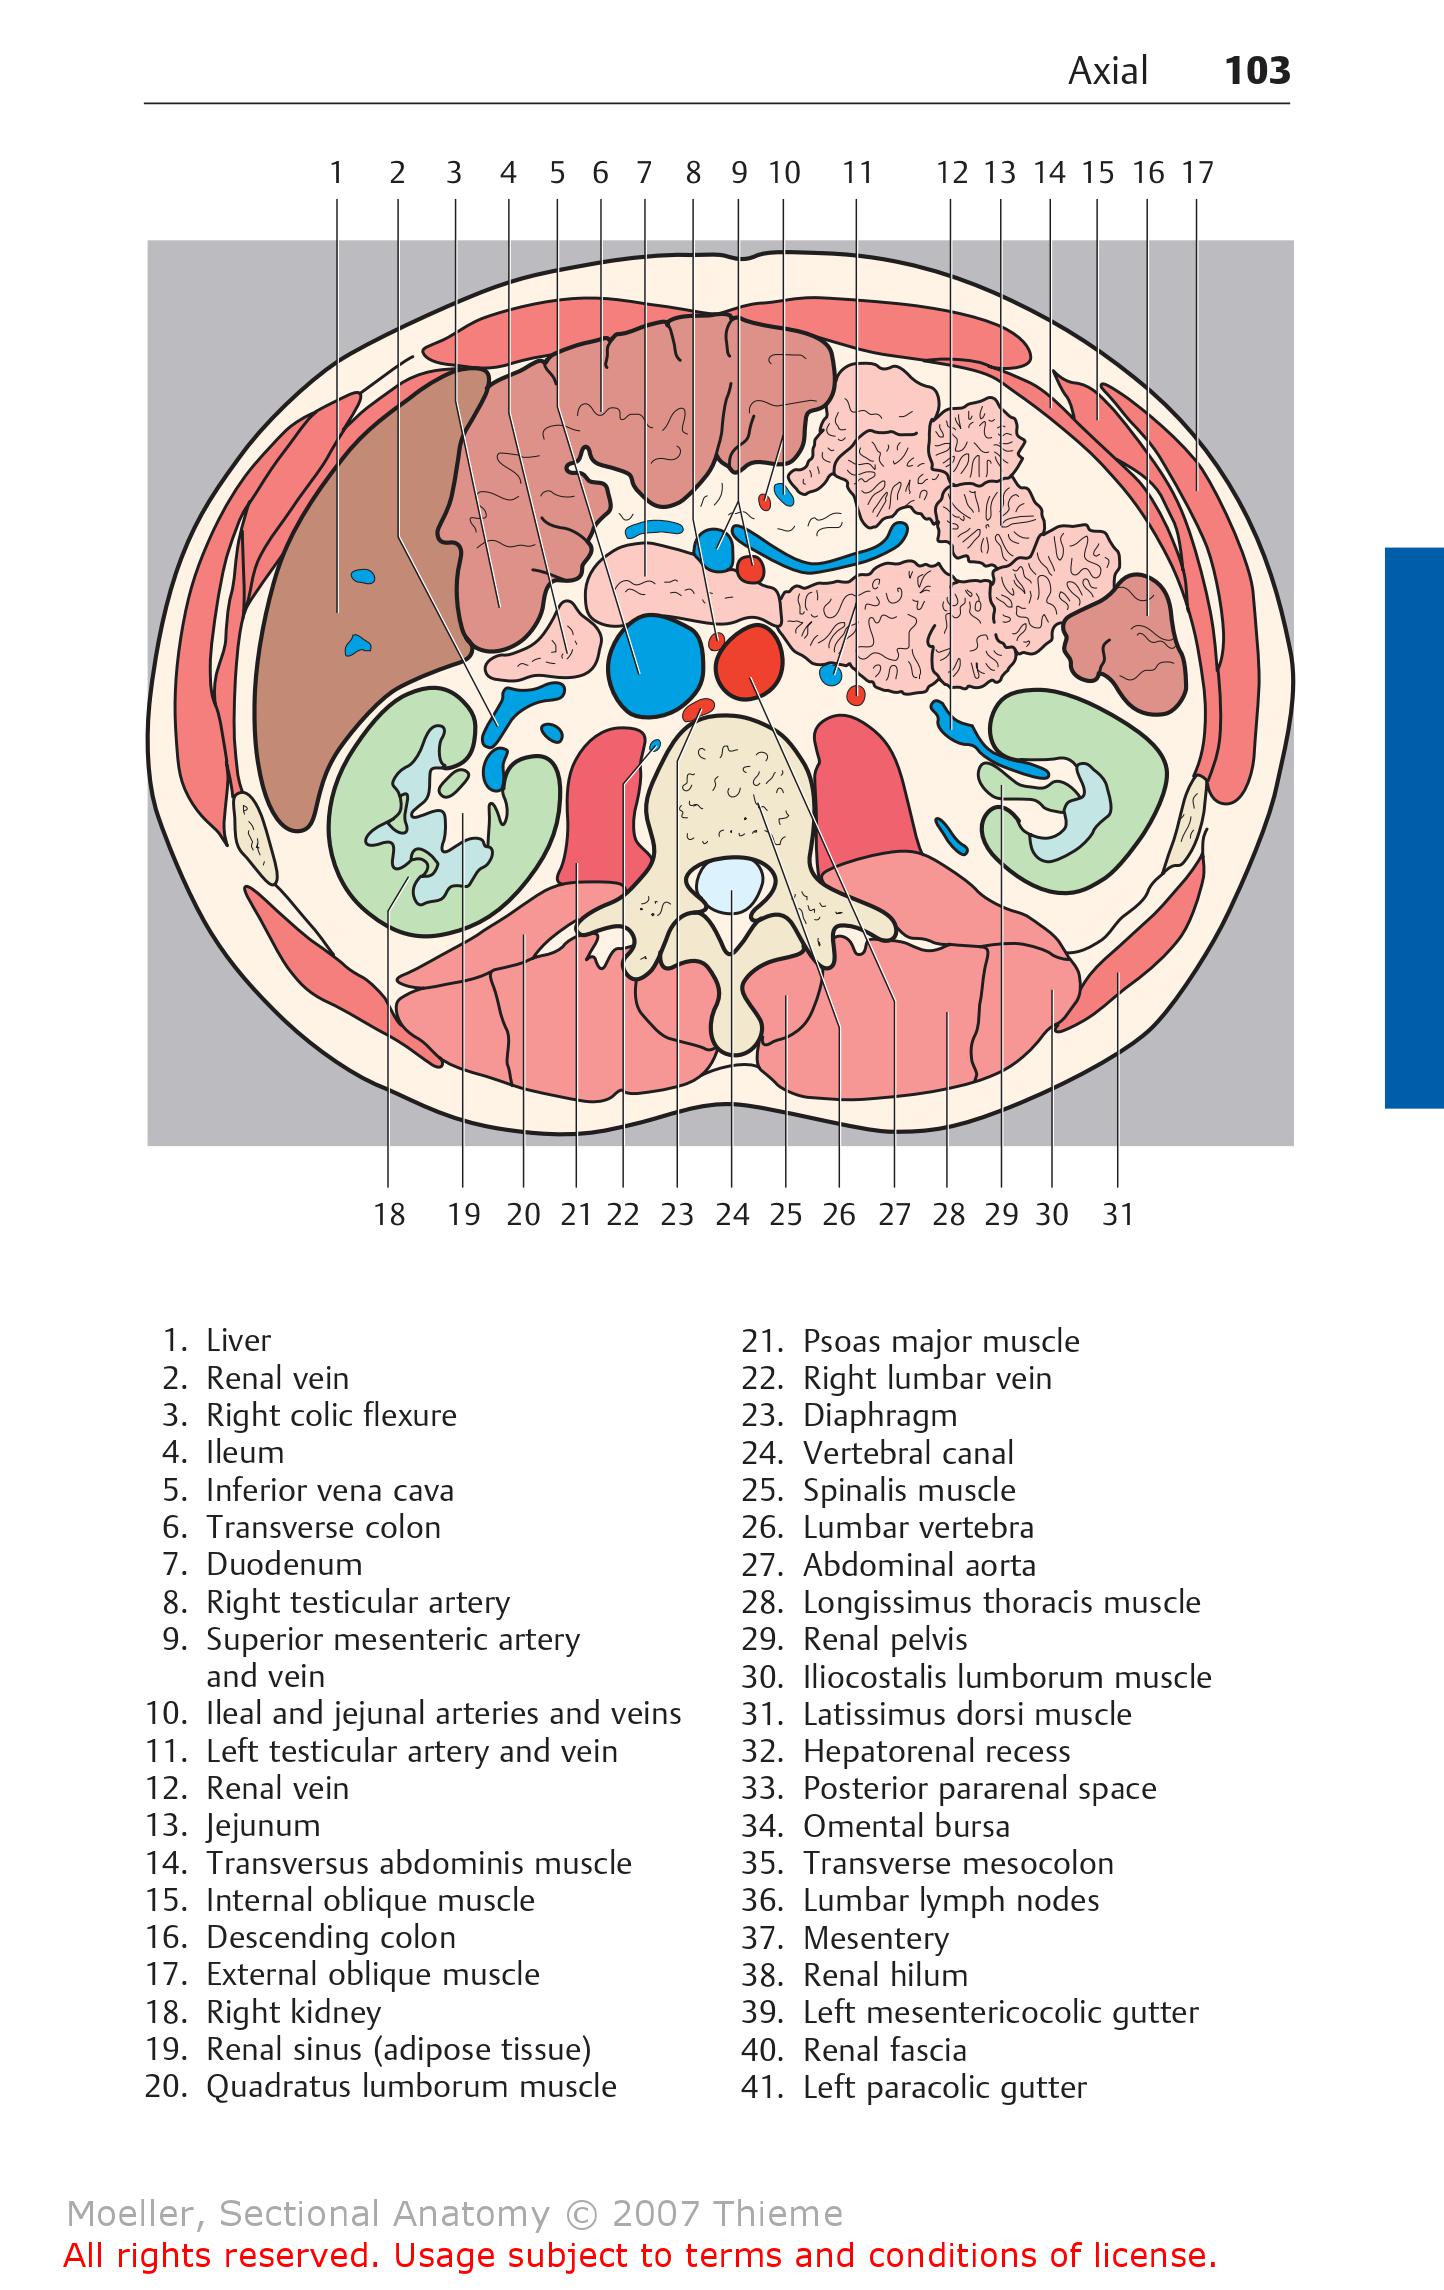 Axial 103
1 2 3 4 5 6 7 8 9 10 11 12 13 14 15 16 17
18 19 20 21 22 23 24 25 26 27 28 29 30 31
1. Liver
2. Renal vein
3. Right colic flexure
4. Ileum
5. Inferior vena cava
6. Transverse colon
7. Duodenum
8. Right testicular artery
9. Superior mesenteric artery
and vein
10. Ileal and jejunal arteries and veins
11. Left testicular artery and vein
12. Renal vein
13. Jejunum
14. Transversus abdominis muscle
15. Internal oblique muscle
16. Descending colon
17. External oblique muscle
18. Right kidney
19. Renal sinus (adipose tissue)
20. Quadratus lumborum muscle
21. Psoas major muscle
22. Right lumbar vein
23. Diaphragm
24. Vertebral canal
25. Spinalis muscle
26. Lumbar vertebra
27. Abdominal aorta
28. Longissimus thoracis muscle
29. Renal pelvis
30. Iliocostalis lumborum muscle
31. Latissimus dorsi muscle
32. Hepatorenal recess
33. Posterior pararenal space
34. Omental bursa
35. Transverse mesocolon
36. Lumbar lymph nodes
37. Mesentery
38. Renal hilum
39. Left mesentericocolic gutter
40. Renal fascia
41. Left paracolic gutter
Moeller, Sectional Anatomy © 2007 Thieme
All rights reserved. Usage subject to terms and conditions of license.